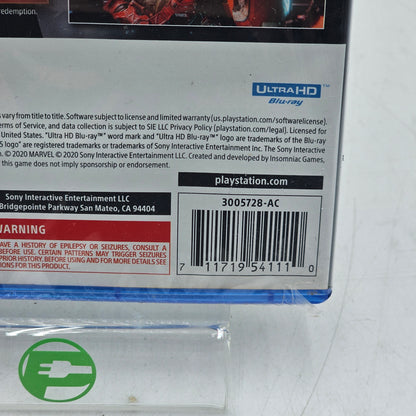 redemption.
ULTRA HD™
Blu-ray
vary from title to title. Software subject to license and limited warranty (us.playstation.com/softwarelicense).
erms of Service, and data collection is subject to SIE LLC Privacy Policy (playstation.com/legal). Licensed for
United States. "Ultra HD Blu-ray™" word mark and "Ultra HD Blu-ray™" logo are trademarks of the Blu-ray
5 logo" are registered trademarks or trademarks of Sony Interactive Entertainment Inc. The Sony Interactive
n. © 2020 MARVEL © 2020 Sony Interactive Entertainment LLC. Created and developed by Insomniac Games,
this game does not imply sponsorship or endorsement.
playstation.com
Sony Interactive Entertainment LLC
Bridgepointe Parkway San Mateo, CA 94404
3005728-AC
WARNING
AVE A HISTORY OF EPILEPSY OR SEIZURES, CONSULT A
BEFORE USE. CERTAIN PATTERNS MAY TRIGGER SEIZURES
PRIOR HISTORY. BEFORE USING AND FOR MORE DETAILS SEE
IONS FOR THIS PRODUCT.
7 11719 54111 0